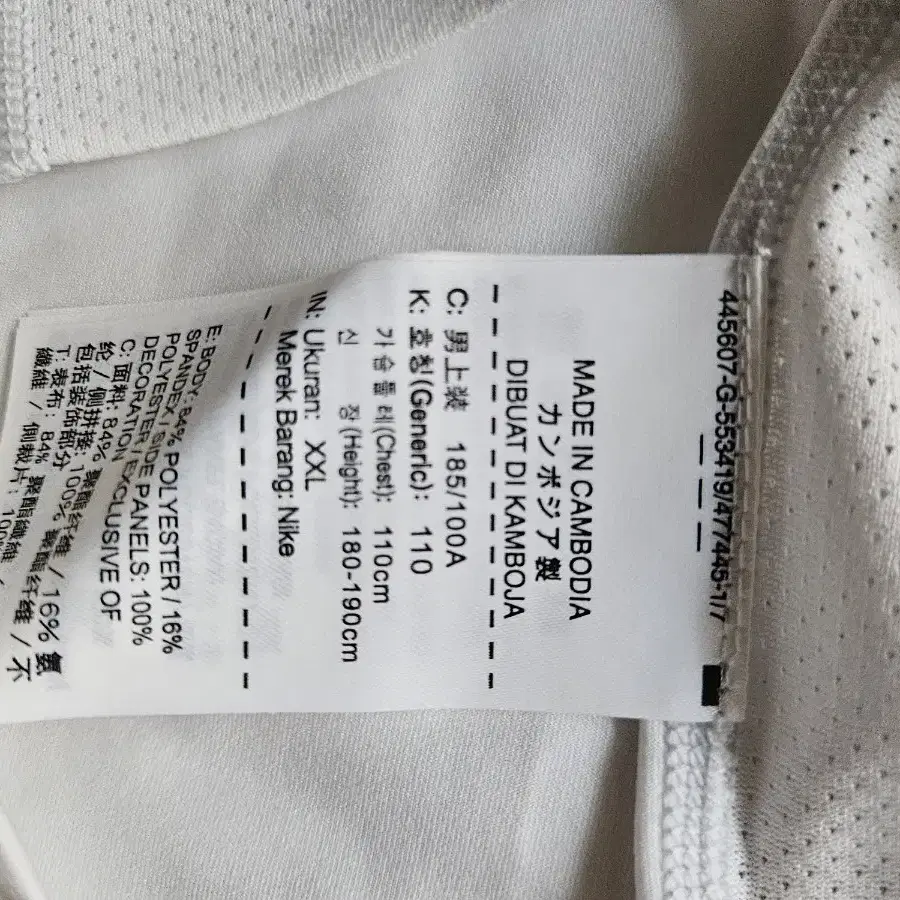 445607-G-553419/477445-1/7
MADE IN CAMBODIA
カンボジア製
DIBUAT DI KAMBOJA
C: 男上装 185/100A
K: 호칭(Generic): 110
가슴둘레(Chest): 110cm
신 장(Height): 180-190cm
IN: Ukuran: XXL
Merek Barang: Nike
E: BODY: 84% POLYESTER / 16%
SPANDEX / SIDE PANELS: 100%
POLYESTER / EXCLUSIVE OF
DECORATION
C: 面料: 84% 聚酯纤维 / 16% 氨
纶 / 侧拼接: 100% 聚酯纤维 / 不
包括装饰部分
T: 表布: 84% 聚酯纖維
纖維 / 側裁片: 100%